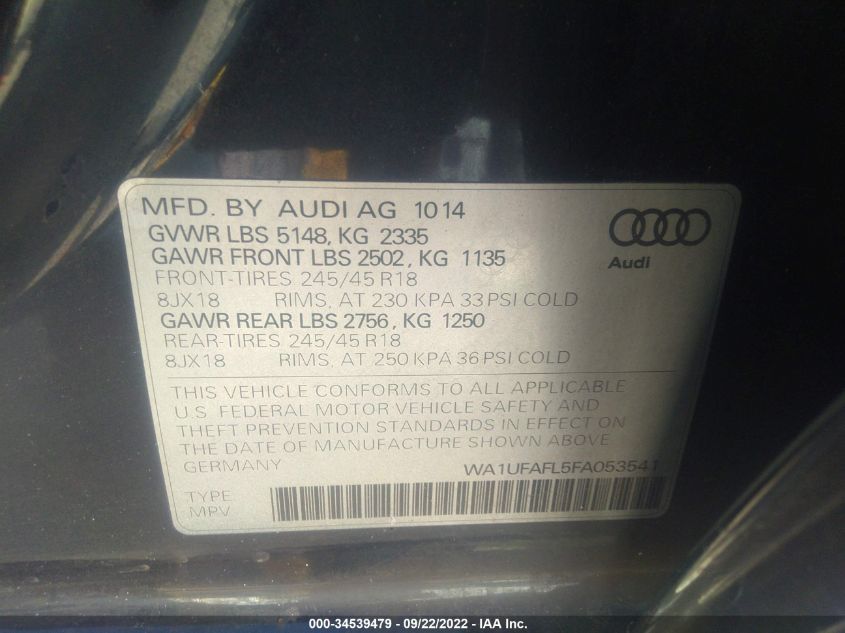 MFD. BY AUDI AG 1014
GVWR LBS 5148, KG 2335
GAWR FRONT LBS 2502, KG 1135
FRONT-TIRES 245/45 R18
8JX18 RIMS, AT 230 KPA 33 PSI COLD
GAWR REAR LBS 2756, KG 1250
REAR-TIRES 245/45 R18
8JX18 RIMS, AT 250 KPA 36 PSI COLD
Audi
THIS VEHICLE CONFORMS TO ALL APPLICABLE
U.S. FEDERAL MOTOR VEHICLE SAFETY AND
THEFT PREVENTION STANDARDS IN EFFECT ON
THE DATE OF MANUFACTURE SHOWN ABOVE
GERMANY WA1UFAFL5FA053541
TYPE
MPV
000-34539479 - 09/22/2022 - IAA Inc.